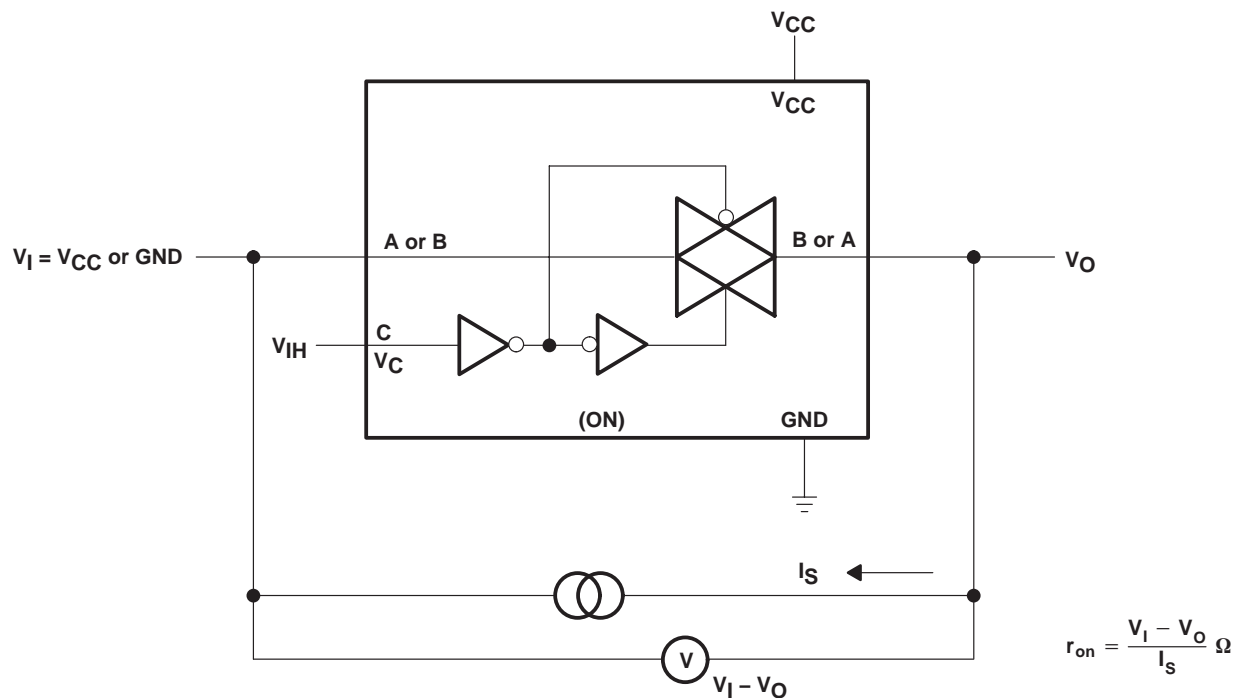 VCC
VCC
A or B
B or A
VI = VCC or GND
VO
VIH
C
VC
(ON)
GND
IS
ron = VI – VO / IS Ω
V
VI – VO